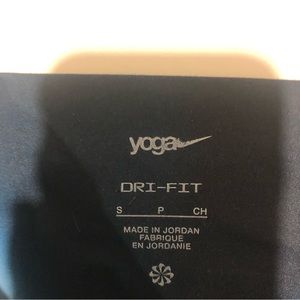 yoga
DRI-FIT
S P CH
MADE IN JORDAN
FABRIQUE
EN JORDANIE